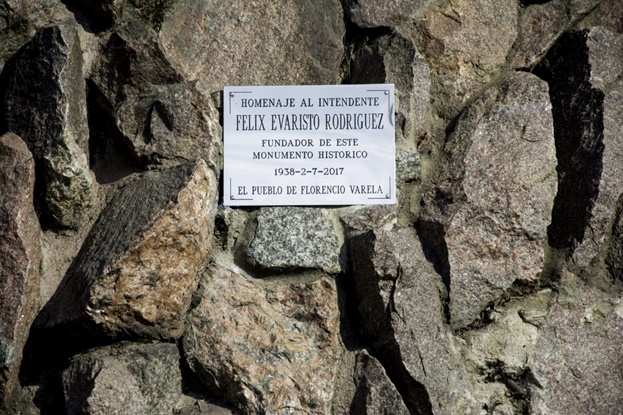 HOMENAJE AL INTENDENTE
FELIX EVARISTO RODRIGUEZ
FUNDADOR DE ESTE
MONUMENTO HISTORICO
1938-2-7-2017
EL PUEBLO DE FLORENCIO VARELA